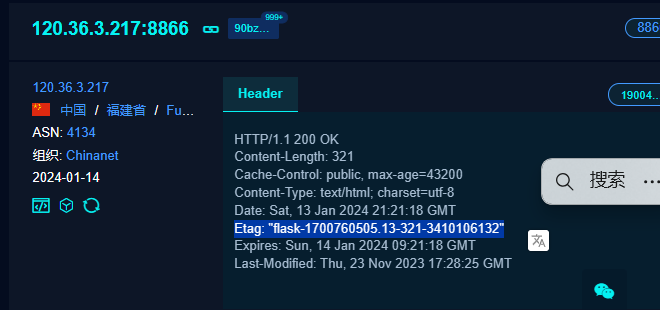 120.36.3.217:8866
90bz...
999+
886
120.36.3.217
中国 / 福建省 / Fu...
ASN: 4134
组织: Chinanet
2024-01-14
Header
19004..
HTTP/1.1 200 OK
Content-Length: 321
Cache-Control: public, max-age=43200
Content-Type: text/html; charset=utf-8
Date: Sat, 13 Jan 2024 21:21:18 GMT
Etag: "flask-1700760505.13-321-3410106132"
Expires: Sun, 14 Jan 2024 09:21:18 GMT
Last-Modified: Thu, 23 Nov 2023 17:28:25 GMT
搜索 ...